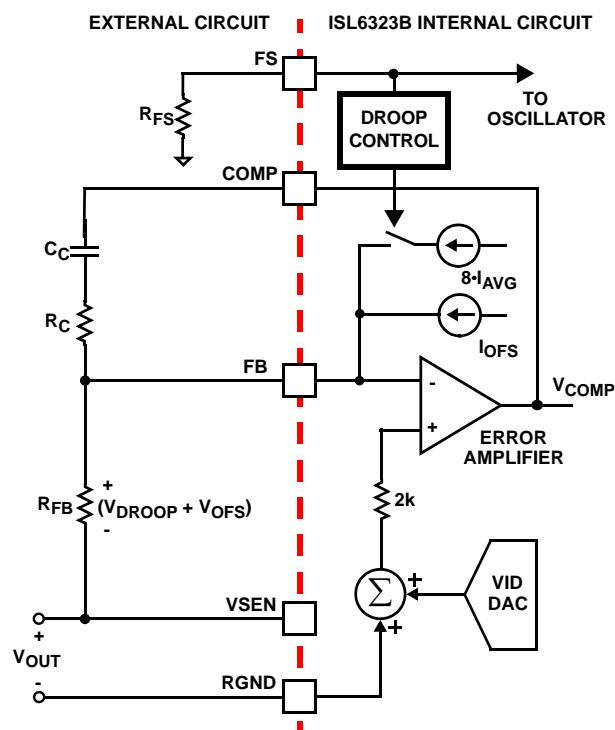 EXTERNAL CIRCUIT
ISL6323B INTERNAL CIRCUIT
FS
TO
OSCILLATOR
RFS
DROOP
CONTROL
COMP
CC
8•IAVG
RC
IOFS
FB
VCOMP
-
+
ERROR
AMPLIFIER
+
RFB (VDROOP + VOFS)
-
2k
VID
DAC
VSEN
Σ
+
+
+
VOUT
-
RGND